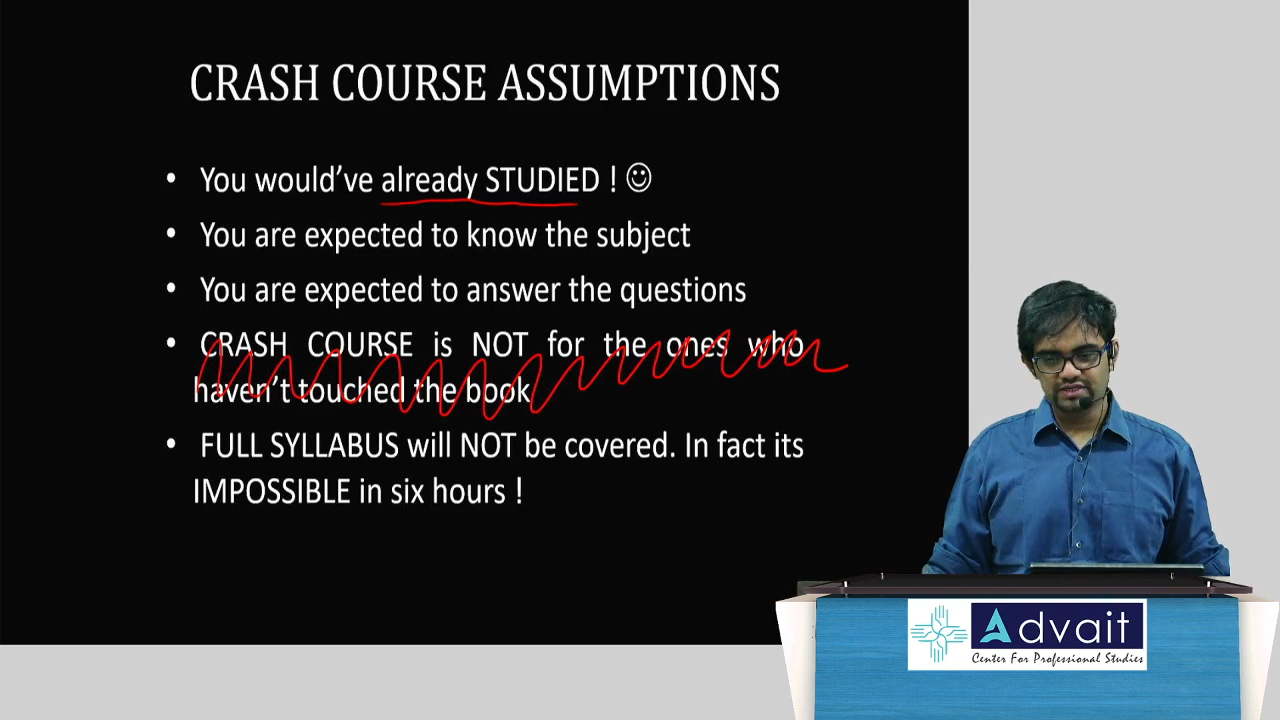 CRASH COURSE ASSUMPTIONS
• You would've already STUDIED ! ☺
• You are expected to know the subject
• You are expected to answer the questions
• CRASH COURSE is NOT for the ones who
haven't touched the book
• FULL SYLLABUS will NOT be covered. In fact its
IMPOSSIBLE in six hours !
Advait
Center For Professional Studies